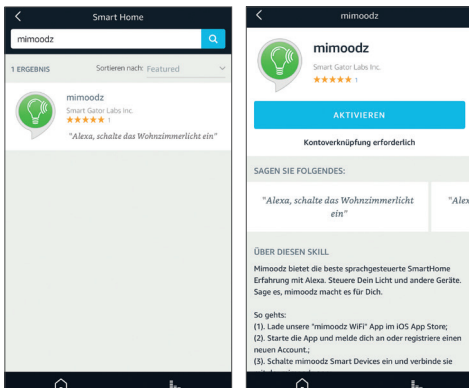 Smart Home
mimoodz
1 ERGEBNIS Sortieren nach: Featured
mimoodz
Smart Gator Labs Inc.
1
"Alexa, schalte das Wohnzimmerlicht ein"
mimoodz
mimoodz
Smart Gator Labs Inc.
1
AKTIVIEREN
Kontoverknüpfung erforderlich
SAGEN SIE FOLGENDES:
"Alexa, schalte das Wohnzimmerlicht
ein"
"Alex
ÜBER DIESEN SKILL
Mimoodz bietet die beste sprachgesteuerte SmartHome
Erfahrung mit Alexa. Steuere Dein Licht und andere Geräte.
Sage es, mimoodz macht es für Dich.
So gehts:
(1). Lade unsere "mimoodz WiFi" App im iOS App Store;
(2). Starte die App und melde dich an oder registriere einen
neuen Account.;
(3). Schalte mimoodz Smart Devices ein und verbinde sie